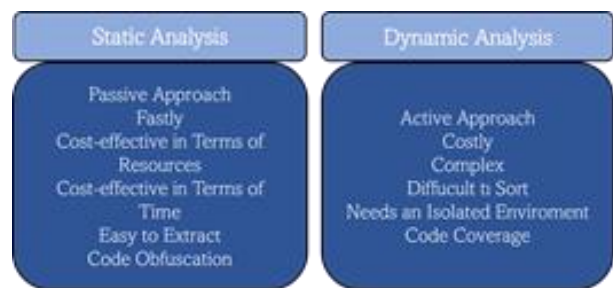 Static Analysis
Passive Approach
Fastly
Cost-effective in Terms of
Resources
Cost-effective in Terms of
Time
Easy to Extract
Code Obfuscation
Dynamic Analysis
Active Approach
Costly
Complex
Diffucult ti Sort
Needs an Isolated Enviroment
Code Coverage